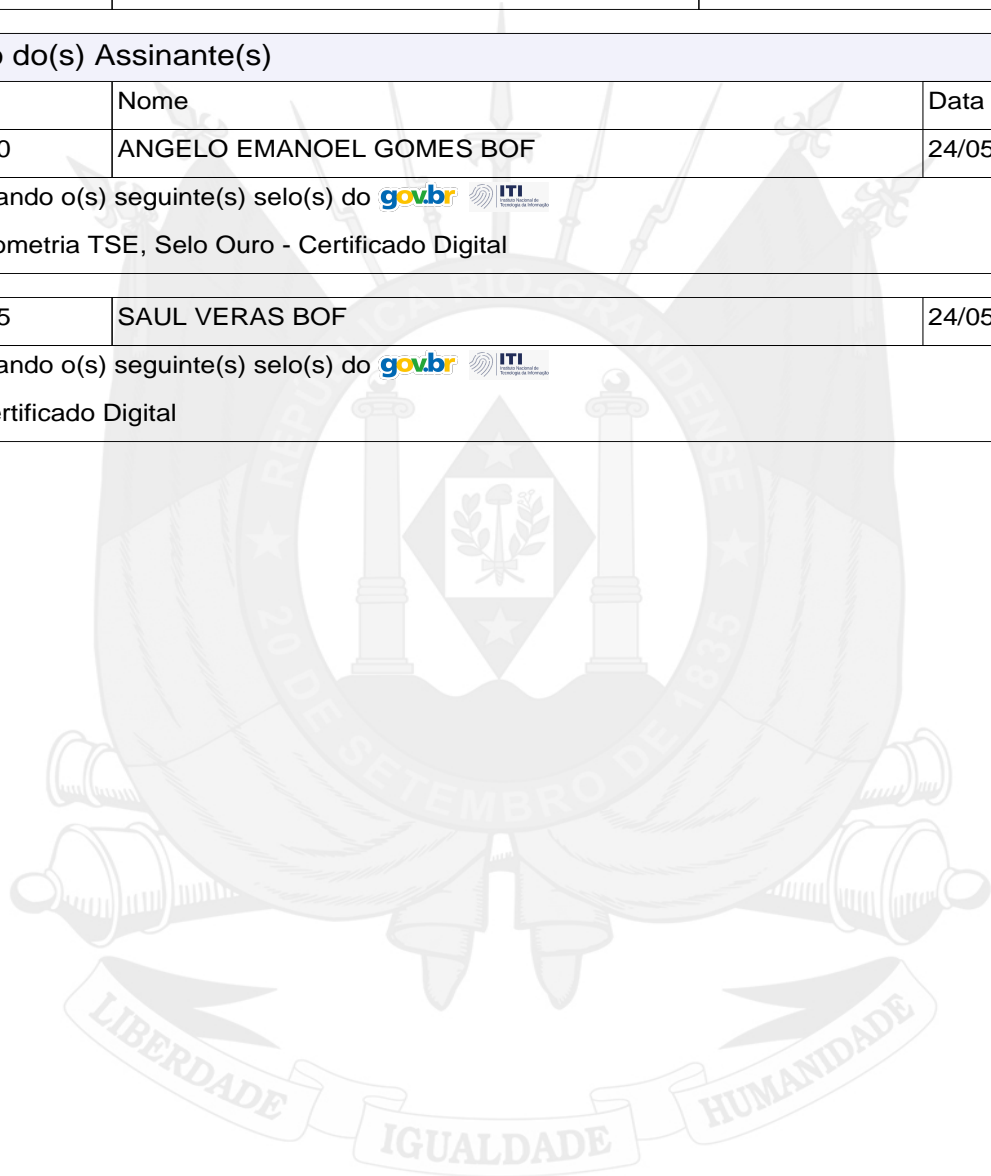 o do(s) Assinante(s)
Nome Data
0 ANGELO EMANOEL GOMES BOF 24/05
ando o(s) seguinte(s) selo(s) do gov.br ITI
ometria TSE, Selo Ouro - Certificado Digital
5 SAUL VERAS BOF 24/05
ando o(s) seguinte(s) selo(s) do gov.br ITI
ertificado Digital
REPUBLICA RIO-GRANDENSE
20 DE SETEMBRO DE 1835
LIBERDADE IGUALDADE HUMANIDADE